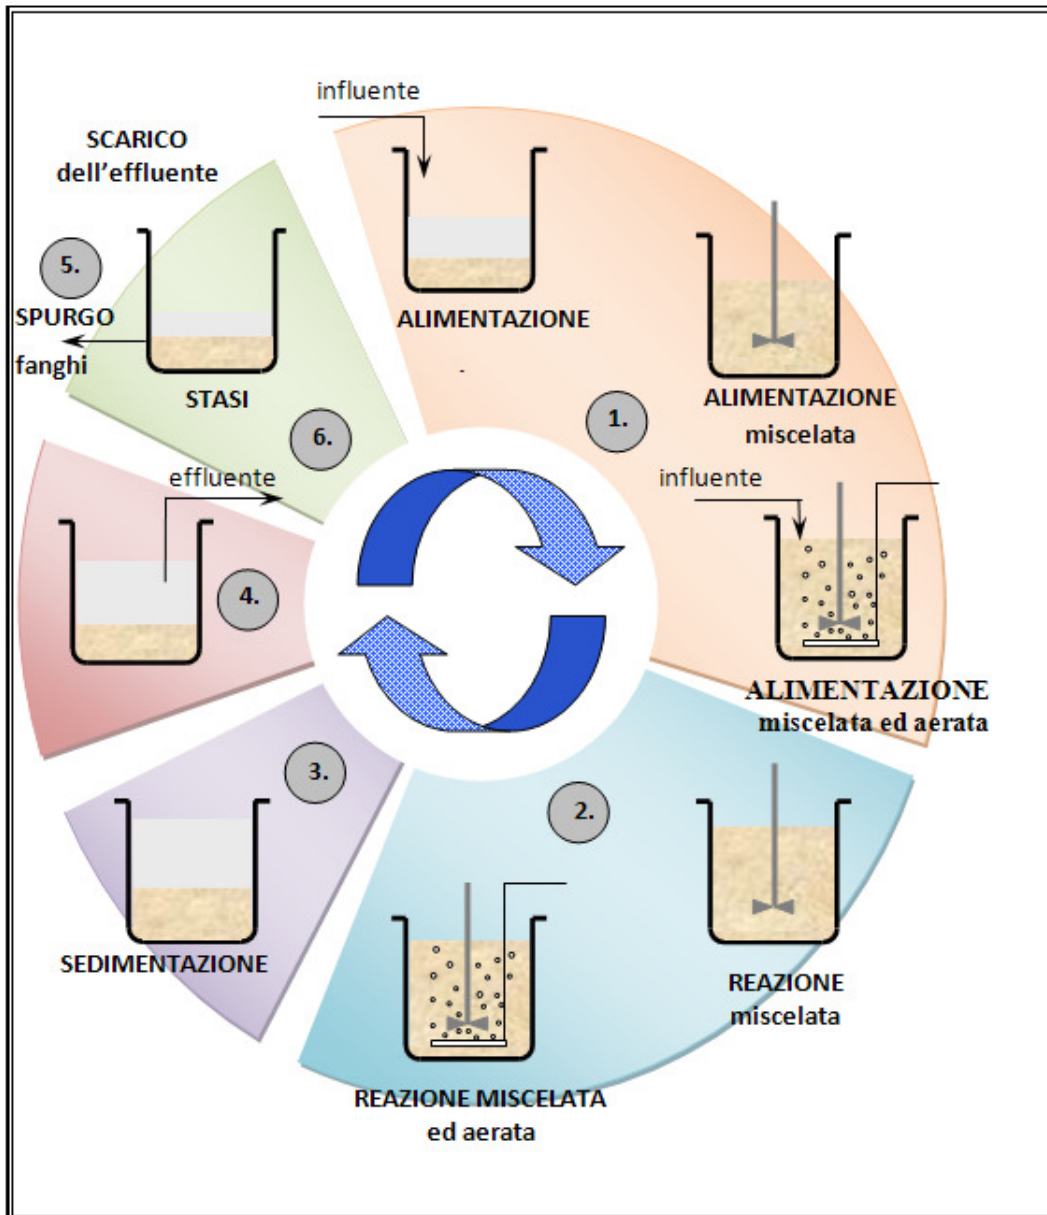 influente
SCARICO
dell'effluente
5.
SPURGO
fanghi
STASI
6.
ALIMENTAZIONE
.
ALIMENTAZIONE
miscelata
1.
influente
ALIMENTAZIONE
miscelata ed aerata
effluente
4.
3.
SEDIMENTAZIONE
2.
REAZIONE
miscelata
REAZIONE MISCELATA
ed aerata